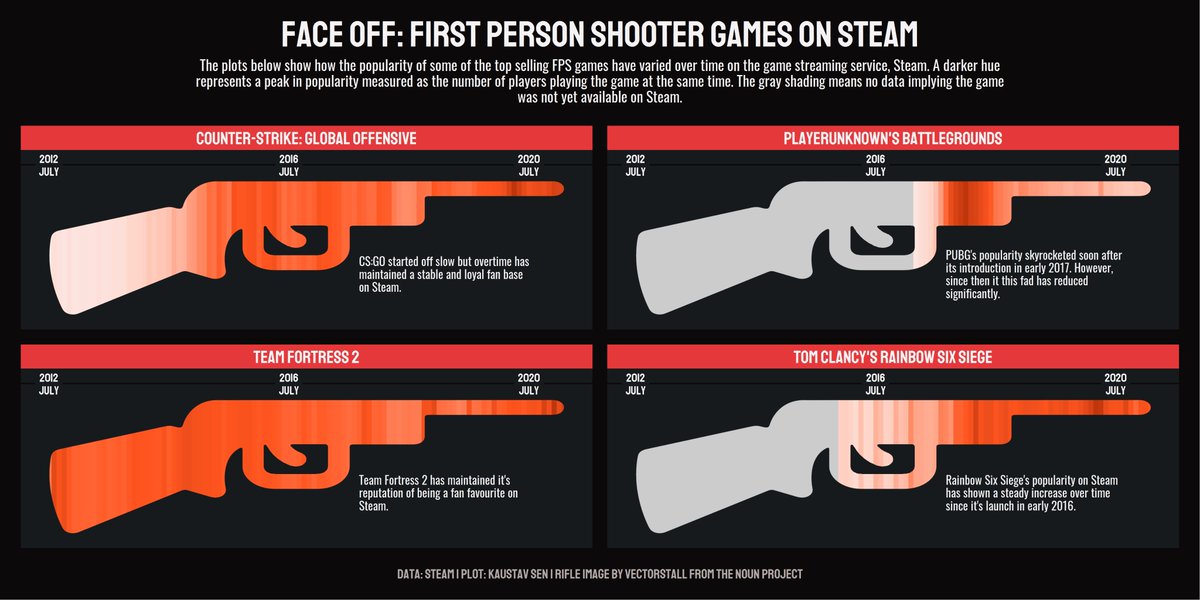 FACE OFF: FIRST PERSON SHOOTER GAMES ON STEAM
The plots below show how the popularity of some of the top selling FPS games have varied over time on the game streaming service, Steam. A darker hue
represents a peak in popularity measured as the number of players playing the game at the same time. The gray shading means no data implying the game
was not yet available on Steam.
COUNTER-STRIKE: GLOBAL OFFENSIVE
2012 2016 2020
JULY JULY JULY
CS:GO started off slow but overtime has
maintained a stable and loyal fan base
on Steam.
PLAYERUNKNOWN'S BATTLEGROUNDS
2012 2016 2020
JULY JULY JULY
PUBG's popularity skyrocketed soon after
its introduction in early 2017. However,
since then it this fad has reduced
significantly.
TEAM FORTRESS 2
2012 2016 2020
JULY JULY JULY
Team Fortress 2 has maintained it's
reputation of being a fan favourite on
Steam.
TOM CLANCY'S RAINBOW SIX SIEGE
2012 2016 2020
JULY JULY JULY
Rainbow Six Siege's popularity on Steam
has shown a steady increase over time
since it's launch in early 2016.
DATA: STEAM | PLOT: KAUSTAV SEN | RIFLE IMAGE BY VECTORSTALL FROM THE NOUN PROJECT